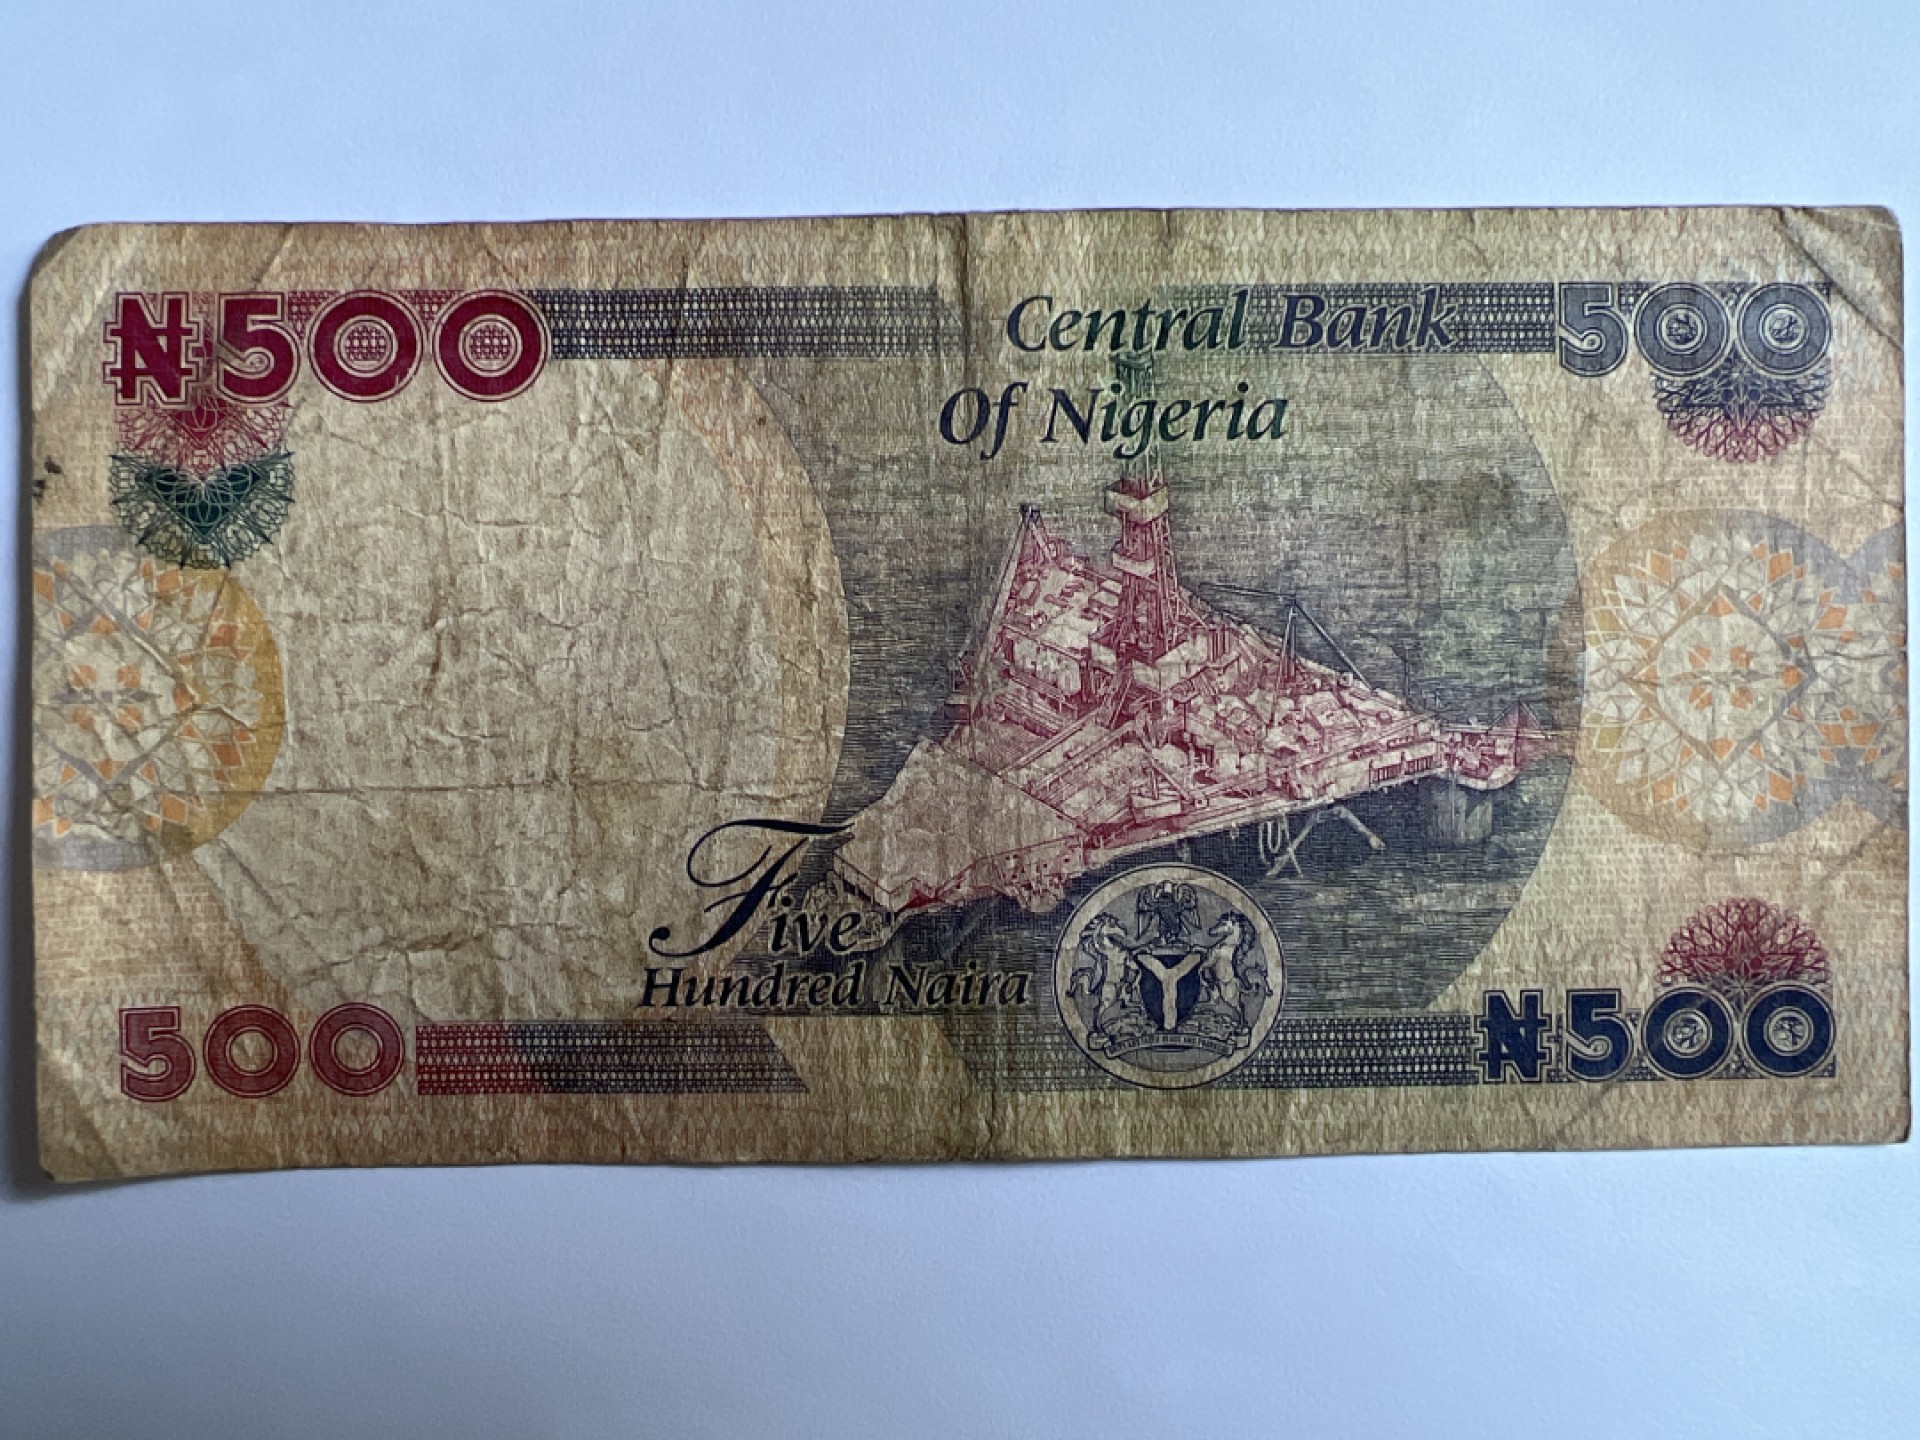 ₦500
Central Bank
Of Nigeria
500
Five
Hundred Naira
500
₦500